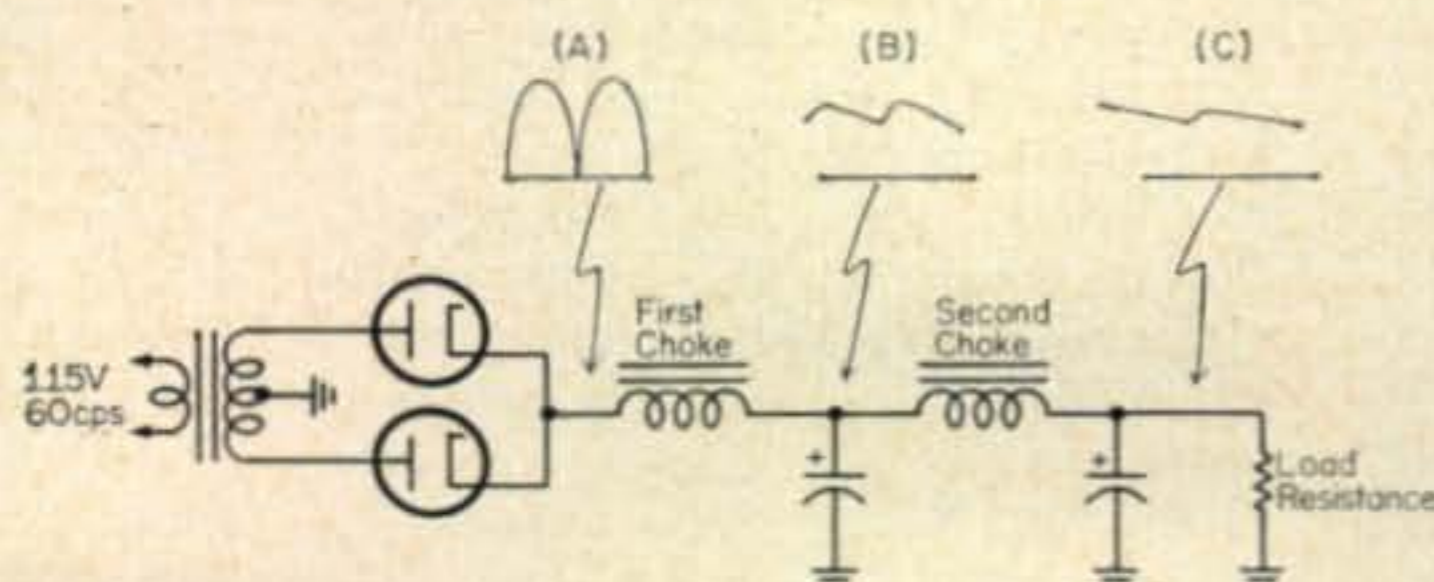 (A)
(B)
(C)
First
Choke
Second
Choke
115V
60cps
+
+
Load
Resistance